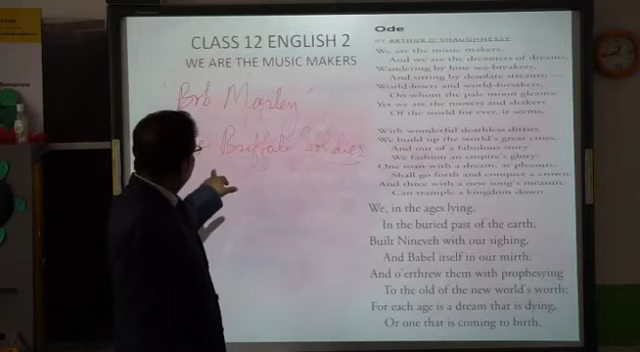 CLASS 12 ENGLISH 2
WE ARE THE MUSIC MAKERS
Bob Marley
Buffalo Soldies
Ode
BY ARTHUR O'SHAUGHNESSY
We are the music makers,
And we are the dreamers of dreams,
Wandering by lone sea-breakers,
And sitting by desolate streams; —
World-losers and world-forsakers,
On whom the pale moon gleams:
Yet we are the movers and shakers
Of the world for ever, it seems.
With wonderful deathless ditties
We build up the world's great cities,
And out of a fabulous story
We fashion an empire's glory:
One man with a dream, at pleasure,
Shall go forth and conquer a crown;
And three with a new song's measure
Can trample a kingdom down.
We, in the ages lying,
In the buried past of the earth,
Built Nineveh with our sighing,
And Babel itself in our mirth;
And o'erthrew them with prophesying
To the old of the new world's worth;
For each age is a dream that is dying,
Or one that is coming to birth.